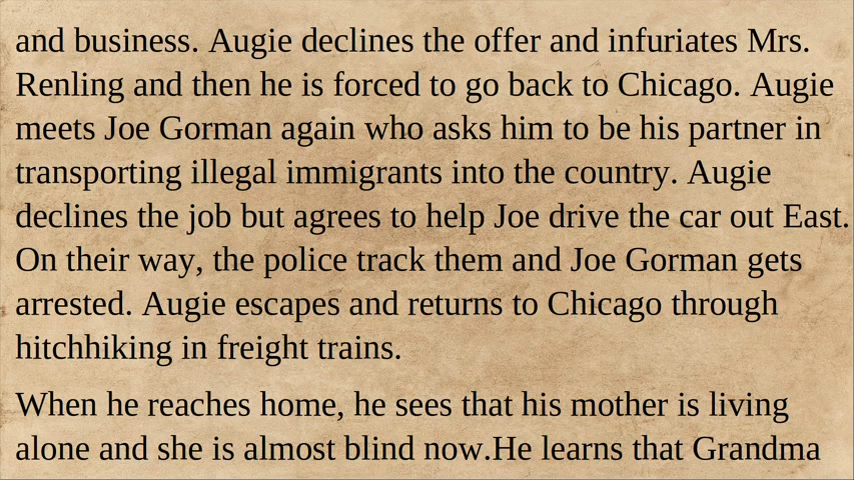 and business. Augie declines the offer and infuriates Mrs.
Renling and then he is forced to go back to Chicago. Augie
meets Joe Gorman again who asks him to be his partner in
transporting illegal immigrants into the country. Augie
declines the job but agrees to help Joe drive the car out East.
On their way, the police track them and Joe Gorman gets
arrested. Augie escapes and returns to Chicago through
hitchhiking in freight trains.
When he reaches home, he sees that his mother is living
alone and she is almost blind now.He learns that Grandma